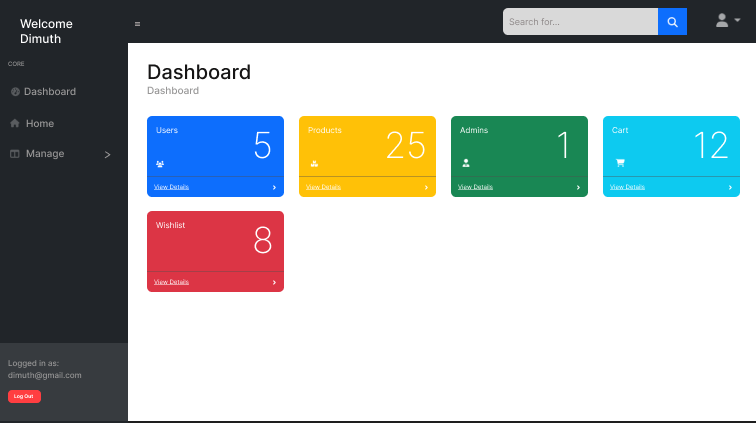 Welcome
Dimuth
Search for...
CORE
Dashboard
Home
Manage
Dashboard
Dashboard
Users
5
View Details
Products
25
View Details
Admins
1
View Details
Cart
12
View Details
Wishlist
8
View Details
Logged in as:
dimuth@gmail.com
Log Out